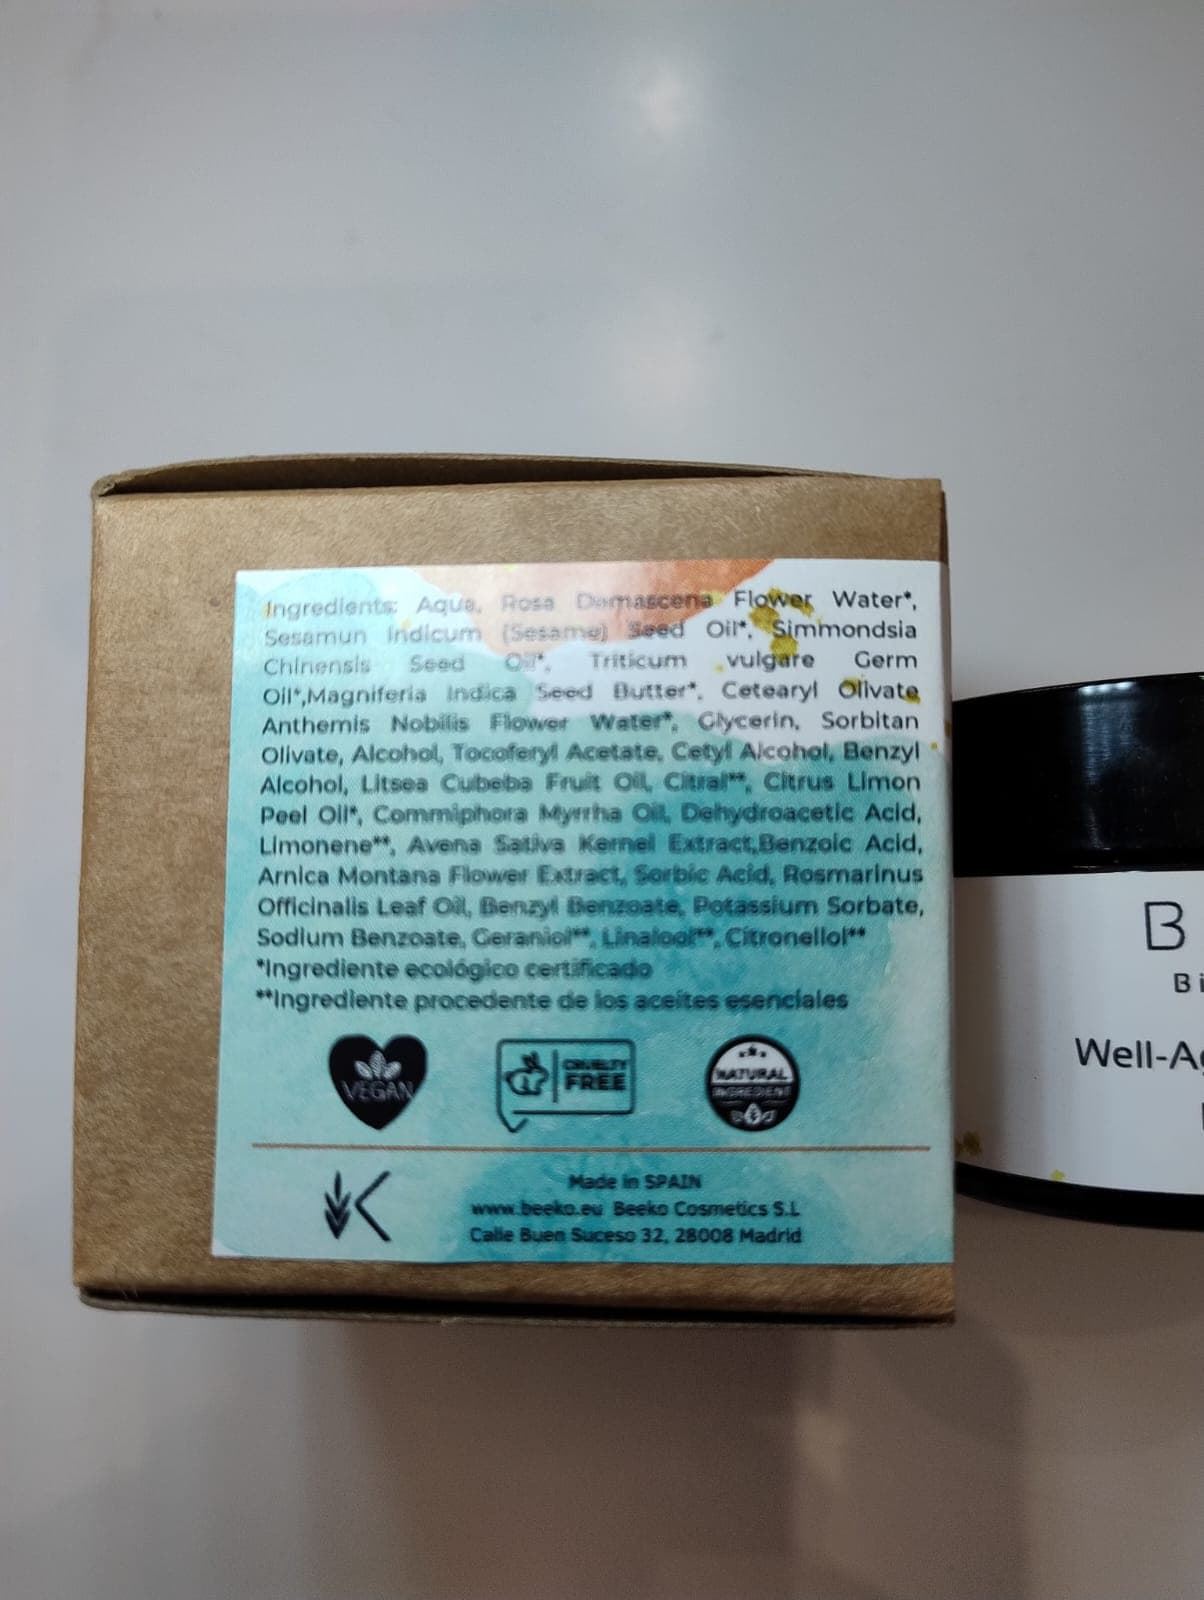 Ingredients: Aqua, Rosa Damascena Flower Water*,
Sesamun Indicum (Sesame) Seed Oil*, Simmondsia
Chinensis Seed Oil*, Triticum vulgare Germ
Oil*,Magniferia Indica Seed Butter*, Cetearyl Olivate
Anthemis Nobilis Flower Water*, Glycerin, Sorbitan
Olivate, Alcohol, Tocoferyl Acetate, Cetyl Alcohol, Benzyl
Alcohol, Litsea Cubeba Fruit Oil, Citral**, Citrus Limon
Peel Oil*, Commiphora Myrrha Oil, Dehydroacetic Acid,
Limonene**, Avena Sativa Kernel Extract,Benzoic Acid,
Arnica Montana Flower Extract, Sorbic Acid, Rosmarinus
Officinalis Leaf Oil, Benzyl Benzoate, Potassium Sorbate,
Sodium Benzoate, Geraniol**, Linalool**, Citronellol**
*Ingrediente ecológico certificado
**Ingrediente procedente de los aceites esenciales
VEGAN
CRUELTY
FREE
NATURAL
INGREDIENT
Made in SPAIN
www.beeko.eu Beeko Cosmetics S.L
Calle Buen Suceso 32, 28008 Madrid
B
Bi
Well-Ag